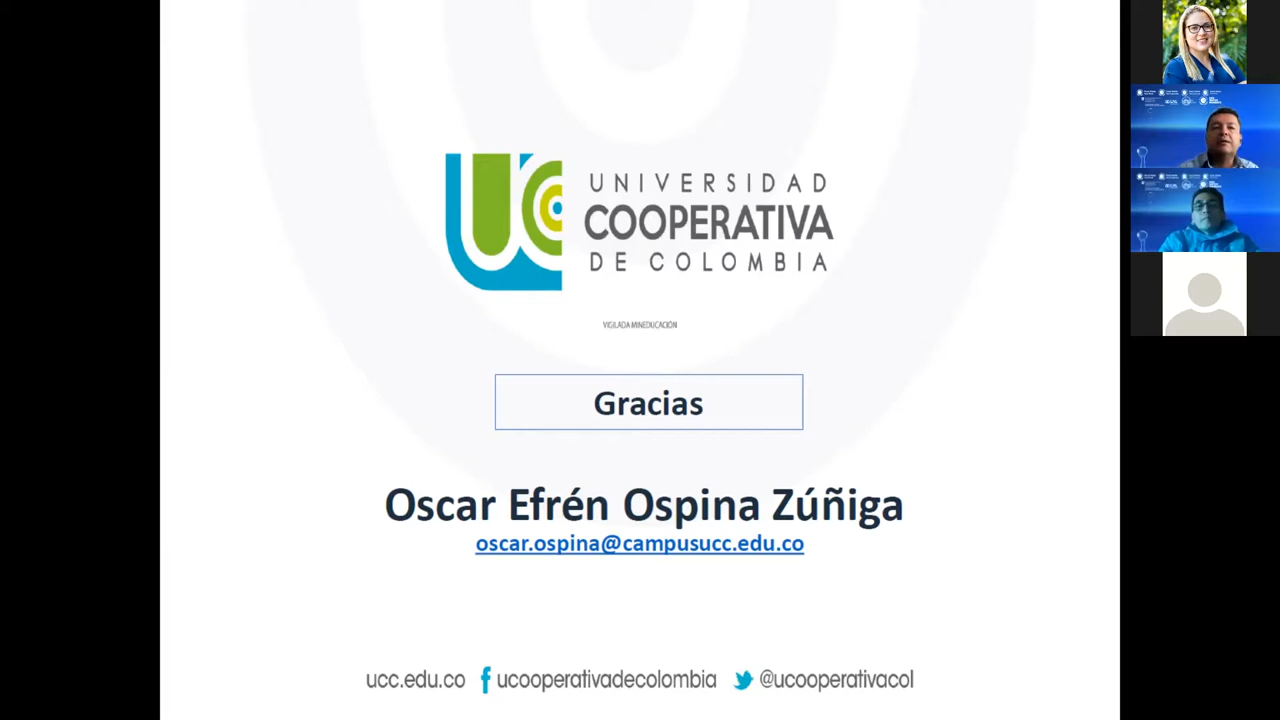 UNIVERSIDAD
COOPERATIVA
DE COLOMBIA
VIGILADA MINEDUCACIÓN
Gracias
Oscar Efrén Ospina Zúñiga
oscar.ospina@campusucc.edu.co
ucc.edu.co ucooperativadecolombia @ucooperativacol